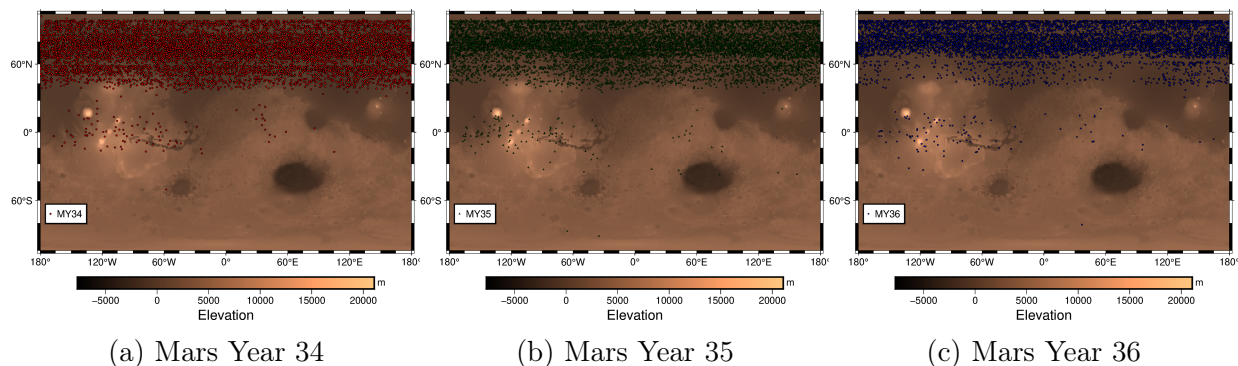 60°N
0°
60°S
MY34
180° 120°W 60°W 0° 60°E 120°E 180°
−5000 0 5000 10000 15000 20000 m
Elevation
(a) Mars Year 34
60°N
0°
60°S
MY35
180° 120°W 60°W 0° 60°E 120°E 180°
−5000 0 5000 10000 15000 20000 m
Elevation
(b) Mars Year 35
60°N
0°
60°S
MY36
180° 120°W 60°W 0° 60°E 120°E 180°
−5000 0 5000 10000 15000 20000 m
Elevation
(c) Mars Year 36